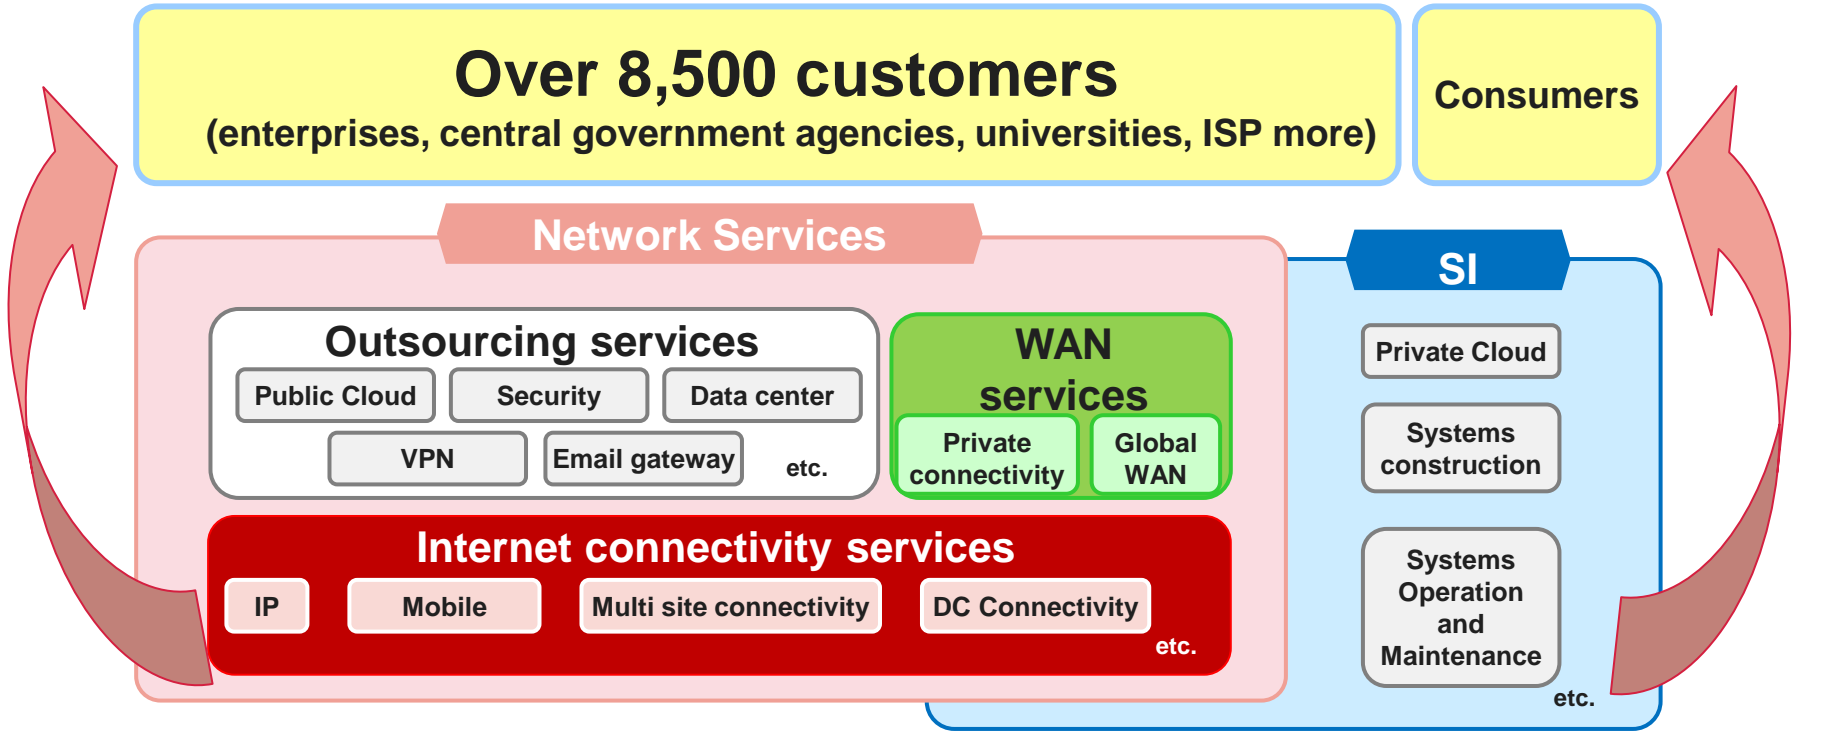 Over 8,500 customers
(enterprises, central government agencies, universities, ISP more)
Consumers
Network Services
SI
Outsourcing services
Public Cloud
Security
Data center
VPN
Email gateway
etc.
WAN
services
Private
connectivity
Global
WAN
Internet connectivity services
IP
Mobile
Multi site connectivity
DC Connectivity
etc.
Private Cloud
Systems
construction
Systems
Operation
and
Maintenance
etc.